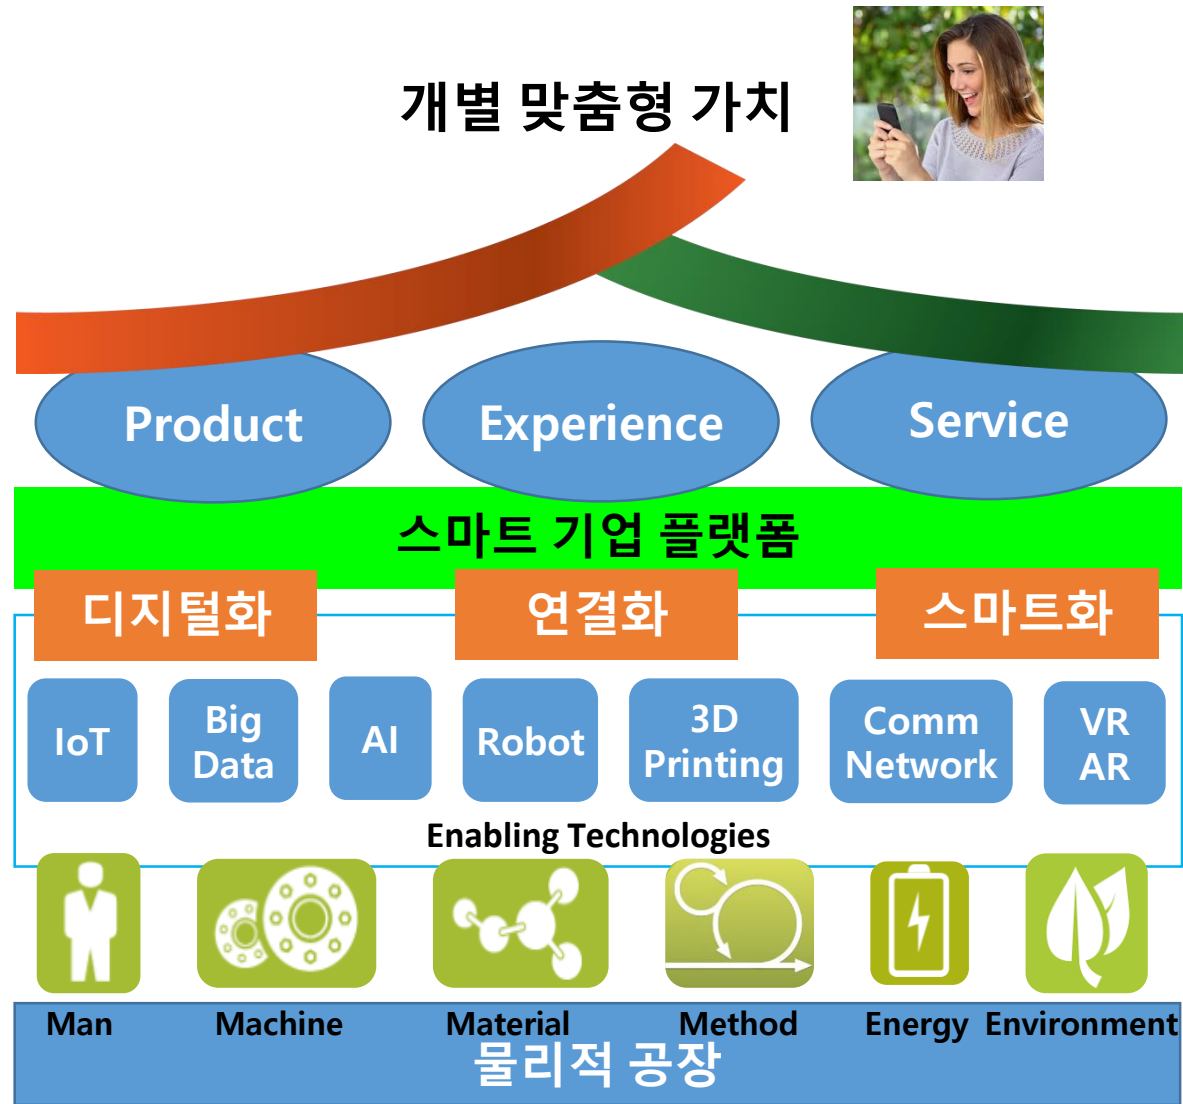 개별 맞춤형 가치
Product
Experience
Service
스마트 기업 플랫폼
디지털화
연결화
스마트화
IoT
Big
Data
AI
Robot
3D
Printing
Comm
Network
VR
AR
Enabling Technologies
Man
Machine
Material
Method
Energy
Environment
물리적 공장